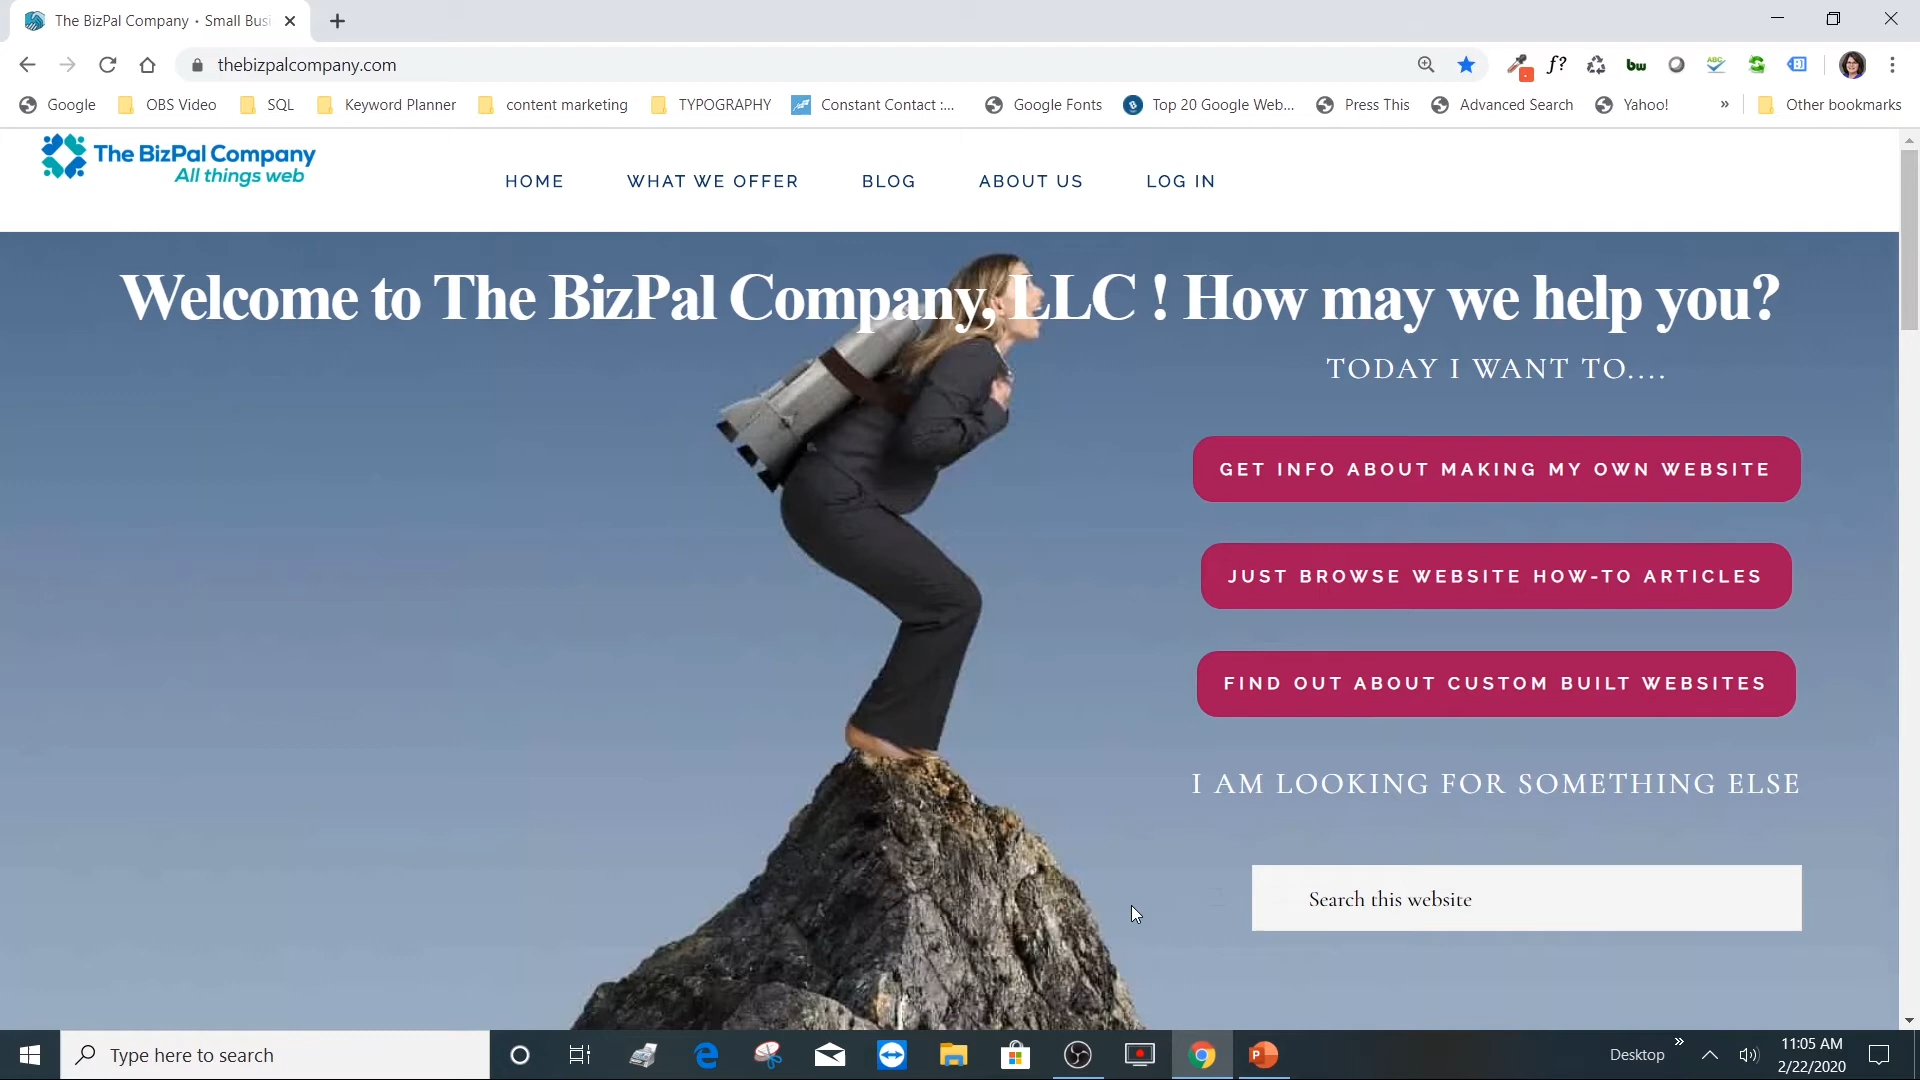 The BizPal Company • Small Busi
thebizpalcompany.com
f?
bw
ABC
Google
OBS Video
SQL
Keyword Planner
content marketing
TYPOGRAPHY
Constant Contact :...
Google Fonts
Top 20 Google Web...
Press This
Advanced Search
Yahoo!
»
Other bookmarks
The BizPal Company
All things web
HOME
WHAT WE OFFER
BLOG
ABOUT US
LOG IN
Welcome to The BizPal Company, LLC ! How may we help you?
TODAY I WANT TO....
GET INFO ABOUT MAKING MY OWN WEBSITE
JUST BROWSE WEBSITE HOW-TO ARTICLES
FIND OUT ABOUT CUSTOM BUILT WEBSITES
I AM LOOKING FOR SOMETHING ELSE
Search this website
Type here to search
Desktop
»
11:05 AM
2/22/2020